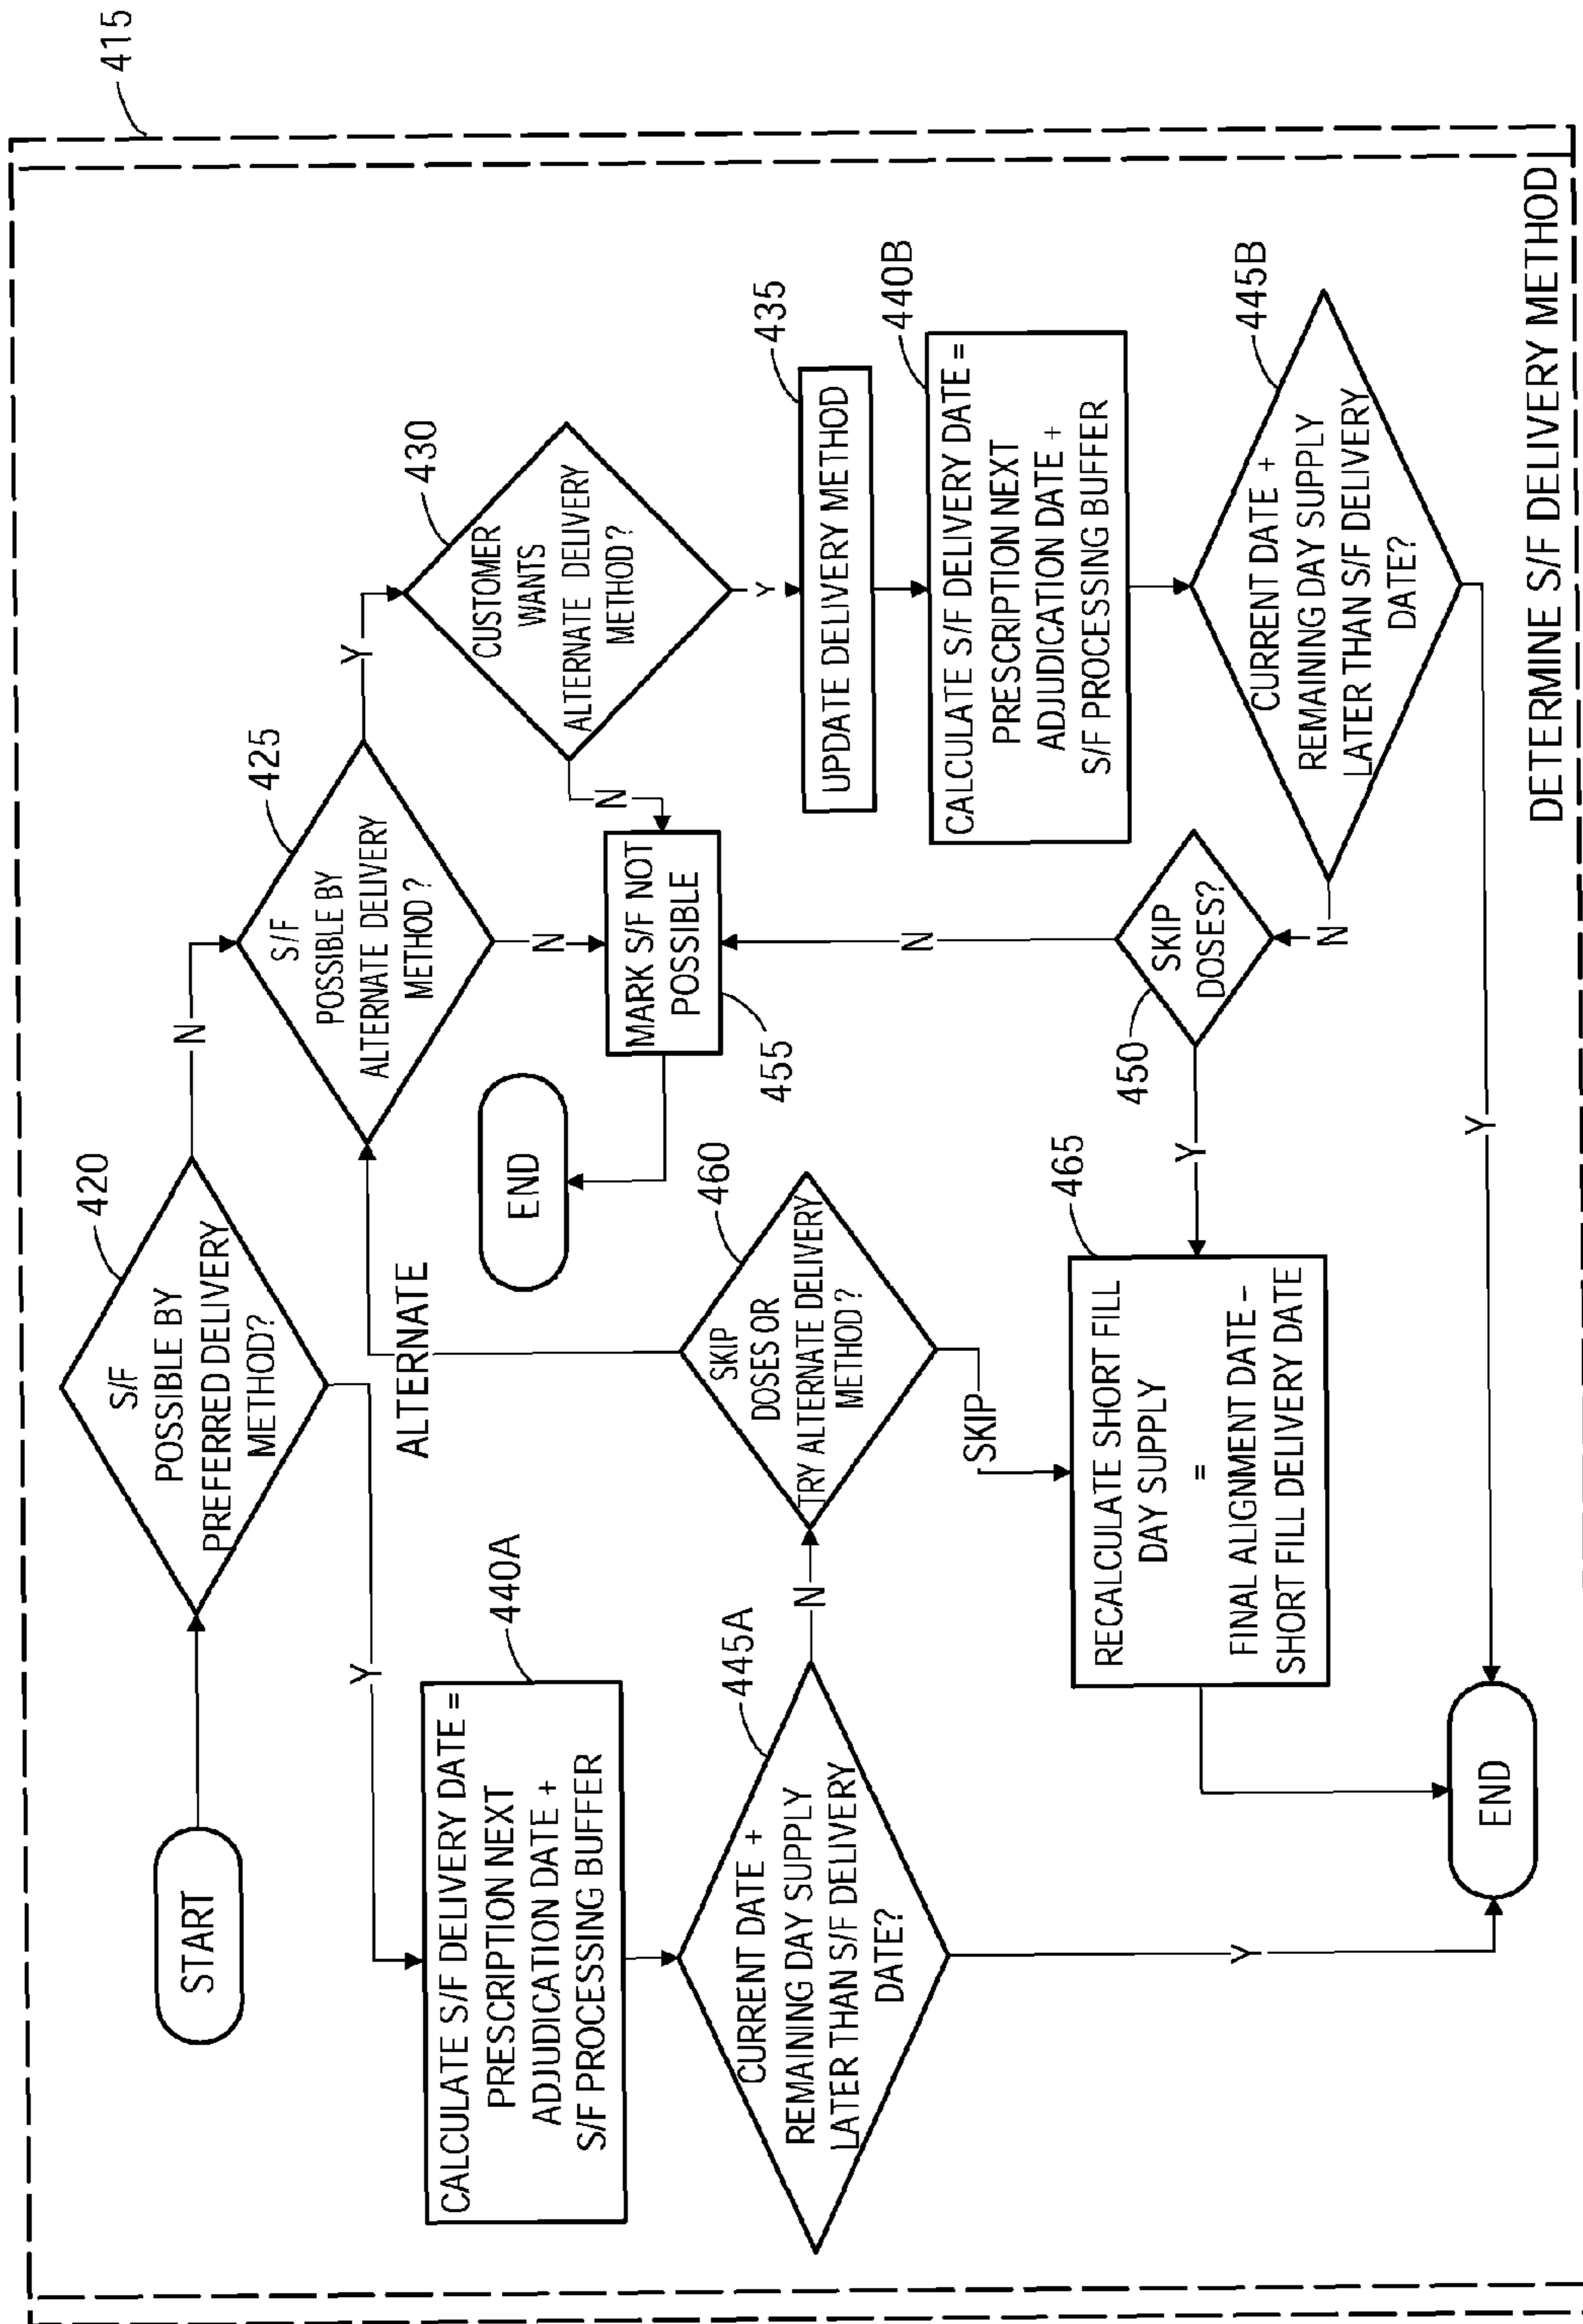 415
START
S/F
POSSIBLE BY
PREFERRED DELIVERY
METHOD?
420
N
Y
S/F
POSSIBLE BY
ALTERNATE DELIVERY
METHOD?
425
Y
N
CUSTOMER
WANTS
ALTERNATE DELIVERY
METHOD?
430
N
Y
UPDATE DELIVERY METHOD
435
CALCULATE S/F DELIVERY DATE =
PRESCRIPTION NEXT
ADJUDICATION DATE +
S/F PROCESSING BUFFER
440B
CURRENT DATE +
REMAINING DAY SUPPLY
LATER THAN S/F DELIVERY
DATE?
445B
N
Y
SKIP
DOSES?
450
N
Y
MARK S/F NOT
POSSIBLE
455
END
CALCULATE S/F DELIVERY DATE =
PRESCRIPTION NEXT
ADJUDICATION DATE +
S/F PROCESSING BUFFER
440A
CURRENT DATE +
REMAINING DAY SUPPLY
LATER THAN S/F DELIVERY
DATE?
445A
N
Y
SKIP
DOSES OR
TRY ALTERNATE DELIVERY
METHOD?
460
ALTERNATE
SKIP
RECALCULATE SHORT FILL
DAY SUPPLY
=
FINAL ALIGNMENT DATE –
SHORT FILL DELIVERY DATE
465
END
DETERMINE S/F DELIVERY METHOD